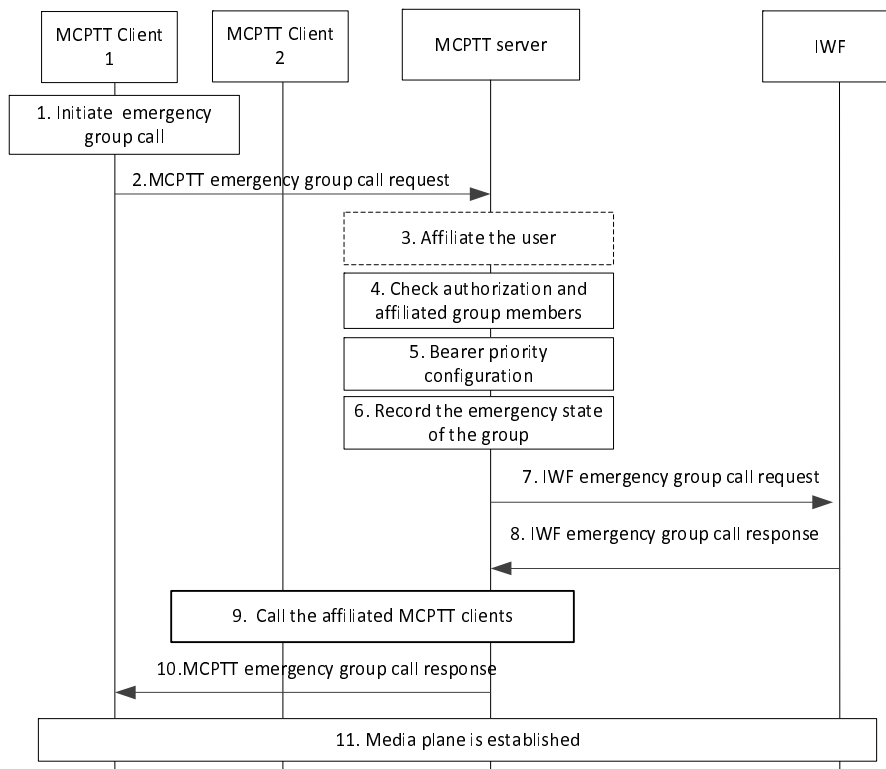 MCPTT Client
1
MCPTT Client
2
MCPTT server
IWF
1. Initiate emergency
group call
2.MCPTT emergency group call request
3. Affiliate the user
4. Check authorization and
affiliated group members
5. Bearer priority
configuration
6. Record the emergency state
of the group
7. IWF emergency group call request
8. IWF emergency group call response
9. Call the affiliated MCPTT clients
10.MCPTT emergency group call response
11. Media plane is established